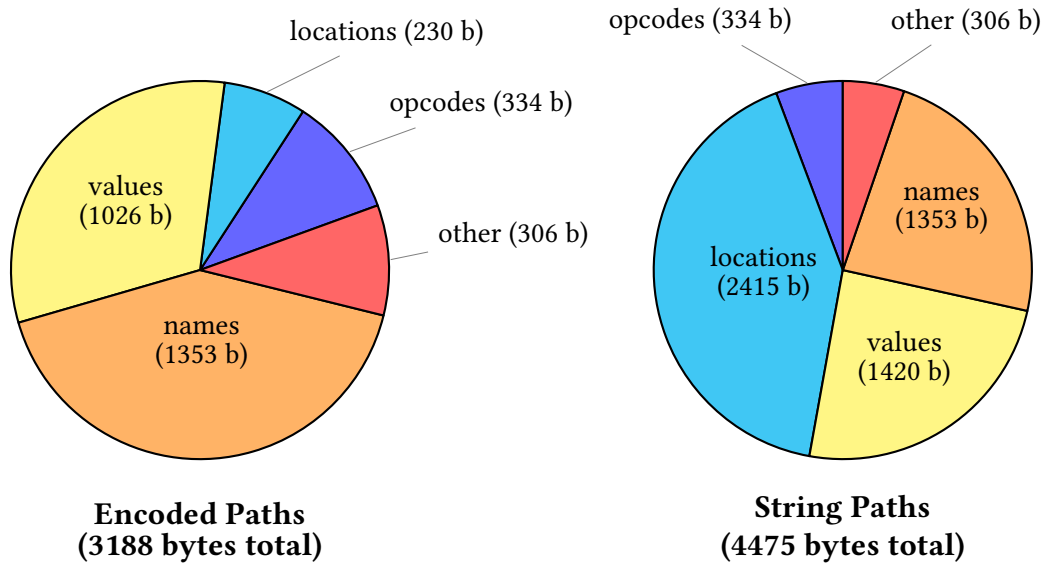 locations (230 b)
opcodes (334 b)
values
(1026 b)
other (306 b)
names
(1353 b)
Encoded Paths
(3188 bytes total)
opcodes (334 b)
other (306 b)
names
(1353 b)
locations
(2415 b)
values
(1420 b)
String Paths
(4475 bytes total)